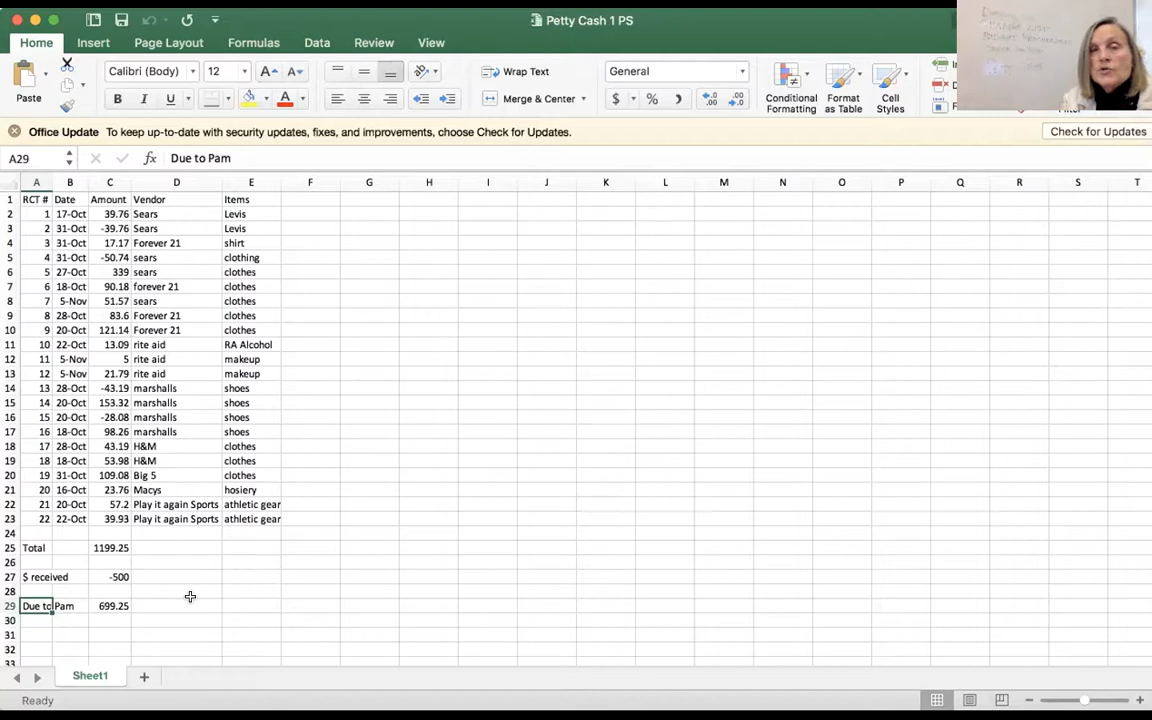 Petty Cash 1 PS
Home Insert Page Layout Formulas Data Review View
Paste Calibri (Body) 12 A A Wrap Text General
B I U A Merge & Center $ % Conditional Formatting Format as Table Cell Styles
Office Update To keep up-to-date with security updates, fixes, and improvements, choose Check for Updates. Check for Updates
A29 fx Due to Pam
A B C D E F G H I J K L M N O P Q R S T
1 RCT # Date Amount Vendor Items
2 1 17-Oct 39.76 Sears Levis
3 2 31-Oct -39.76 Sears Levis
4 3 31-Oct 17.17 Forever 21 shirt
5 4 31-Oct -50.74 sears clothing
6 5 27-Oct 339 sears clothes
7 6 18-Oct 90.18 forever 21 clothes
8 7 5-Nov 51.57 sears clothes
9 8 28-Oct 83.6 Forever 21 clothes
10 9 20-Oct 121.14 Forever 21 clothes
11 10 22-Oct 13.09 rite aid RA Alcohol
12 11 5-Nov 5 rite aid makeup
13 12 5-Nov 21.79 rite aid makeup
14 13 28-Oct -43.19 marshalls shoes
15 14 20-Oct 153.32 marshalls shoes
16 15 20-Oct -28.08 marshalls shoes
17 16 18-Oct 98.26 marshalls shoes
18 17 28-Oct 43.19 H&M clothes
19 18 18-Oct 53.98 H&M clothes
20 19 31-Oct 109.08 Big 5 clothes
21 20 16-Oct 23.76 Macys hosiery
22 21 20-Oct 57.2 Play it again Sports athletic gear
23 22 22-Oct 39.93 Play it again Sports athletic gear
24
25 Total 1199.25
26
27 $ received -500
28
29 Due to Pam 699.25
30
31
32
33
Sheet1
Ready